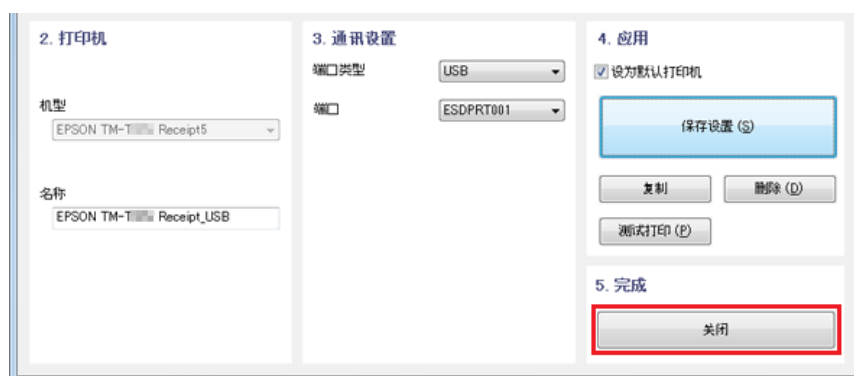 2. 打印机
机型
EPSON TM-T Receipt5
名称
EPSON TM-T Receipt_USB
3. 通讯设置
端口类型
USB
端口
ESDPRT001
4. 应用
设为默认打印机
保存设置 (S)
复制
删除 (D)
测试打印 (P)
5. 完成
关闭